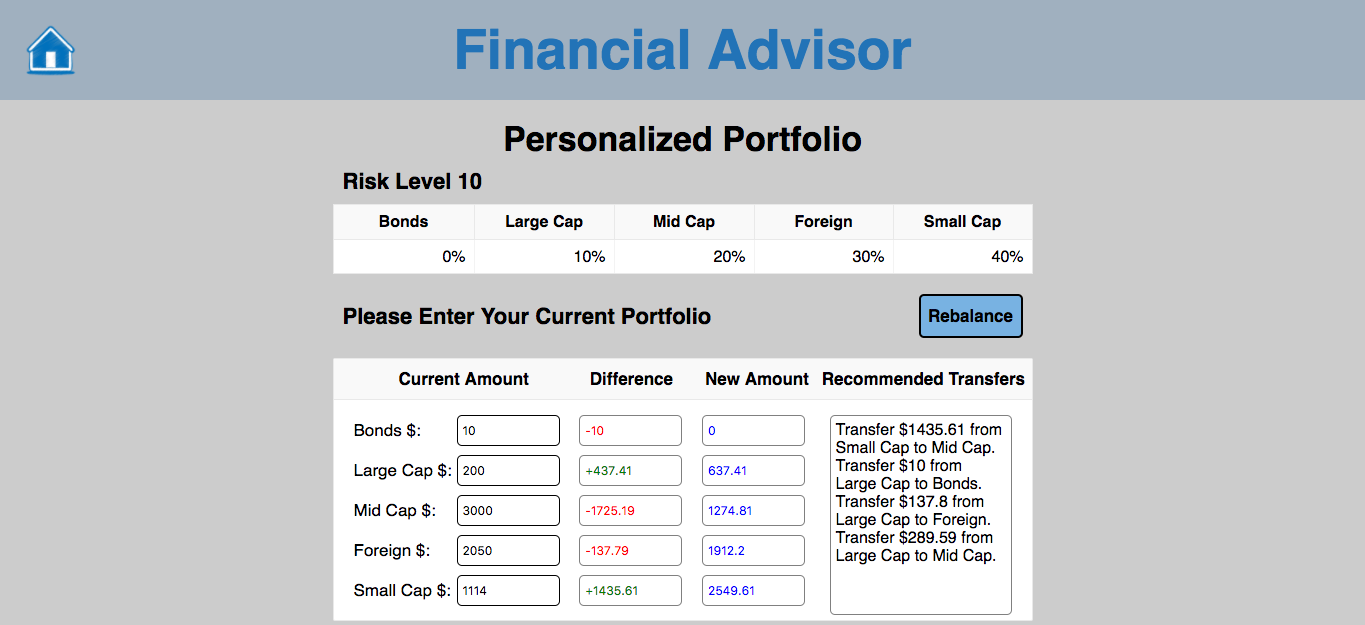 Financial Advisor
Personalized Portfolio
Risk Level 10
Bonds Large Cap Mid Cap Foreign Small Cap
0% 10% 20% 30% 40%
Please Enter Your Current Portfolio Rebalance
Current Amount Difference New Amount Recommended Transfers
Bonds $: 10 -10 0
Large Cap $: 200 +437.41 637.41
Mid Cap $: 3000 -1725.19 1274.81
Foreign $: 2050 -137.79 1912.2
Small Cap $: 1114 +1435.61 2549.61
Transfer $1435.61 from
Small Cap to Mid Cap.
Transfer $10 from
Large Cap to Bonds.
Transfer $137.8 from
Large Cap to Foreign.
Transfer $289.59 from
Large Cap to Mid Cap.